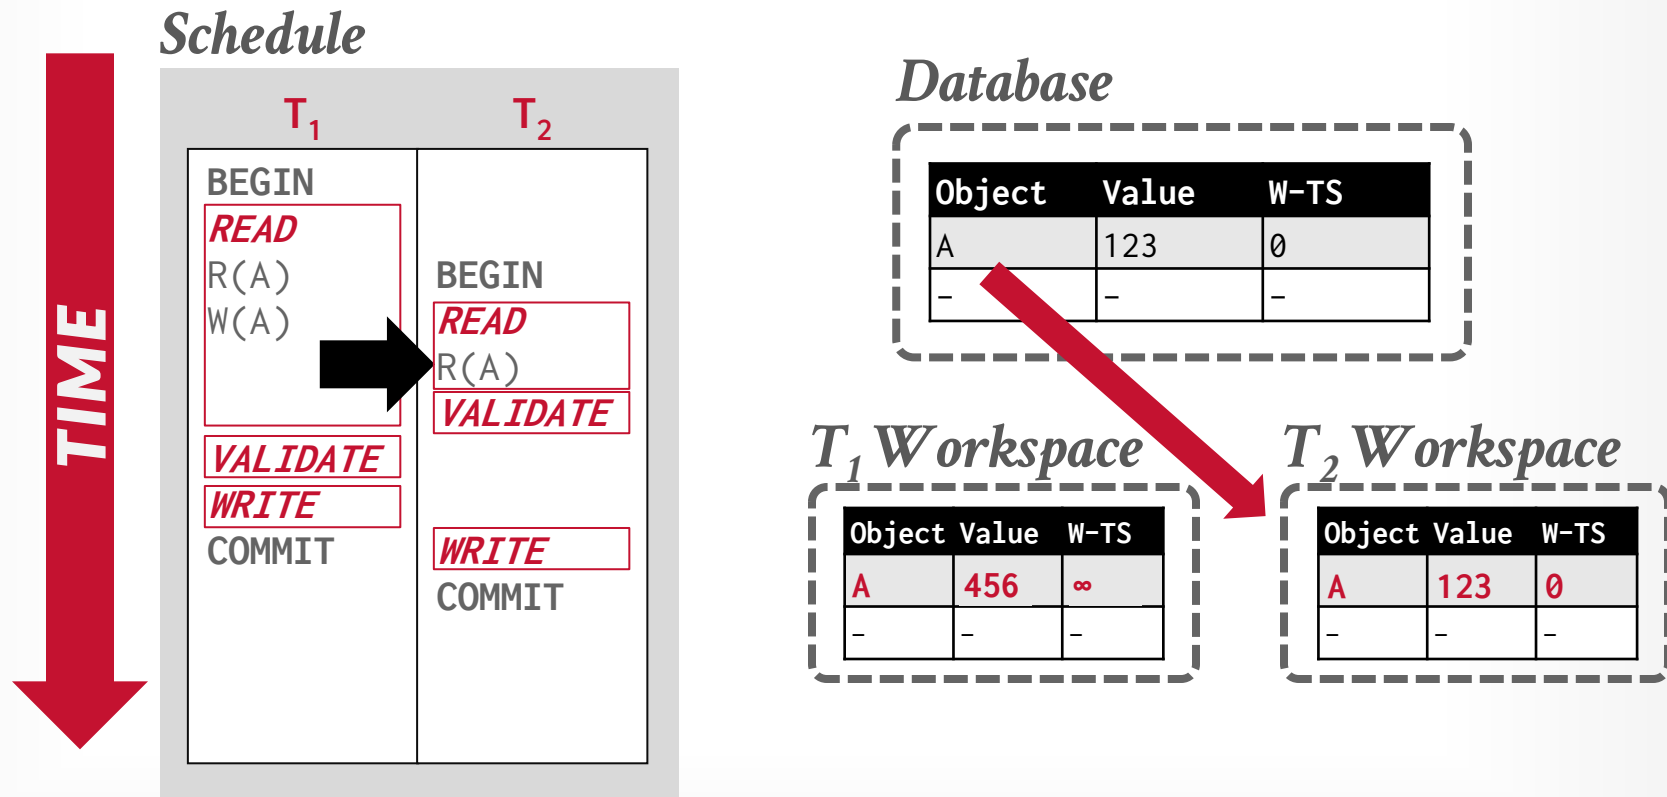 Schedule
TIME
T1 T2
BEGIN
READ
R(A) BEGIN
W(A) READ
R(A)
VALIDATE
VALIDATE
WRITE
COMMIT WRITE
COMMIT
Database
Object Value W-TS
A 123 0
- - -
T1 Workspace
Object Value W-TS
A 456 ∞
- - -
T2 Workspace
Object Value W-TS
A 123 0
- - -